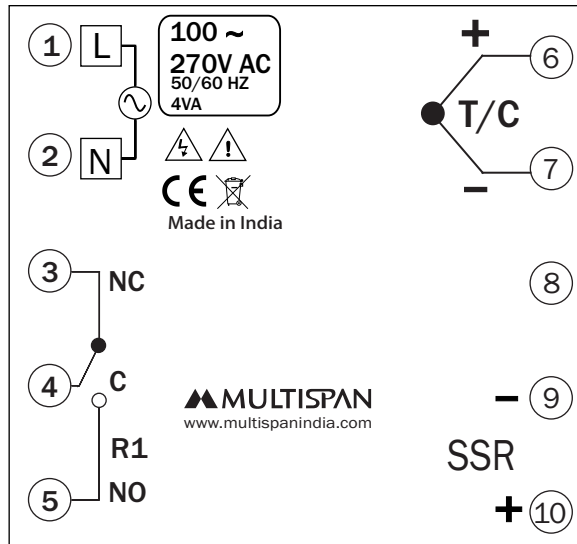 1 L
100 ~
270V AC
50/60 HZ
4VA
2 N
CE
Made in India
+ 6
T/C
- 7
3 NC
8
4 C
MULTISPAN
www.multispanindia.com
- 9
R1
SSR
5 NO
+ 10